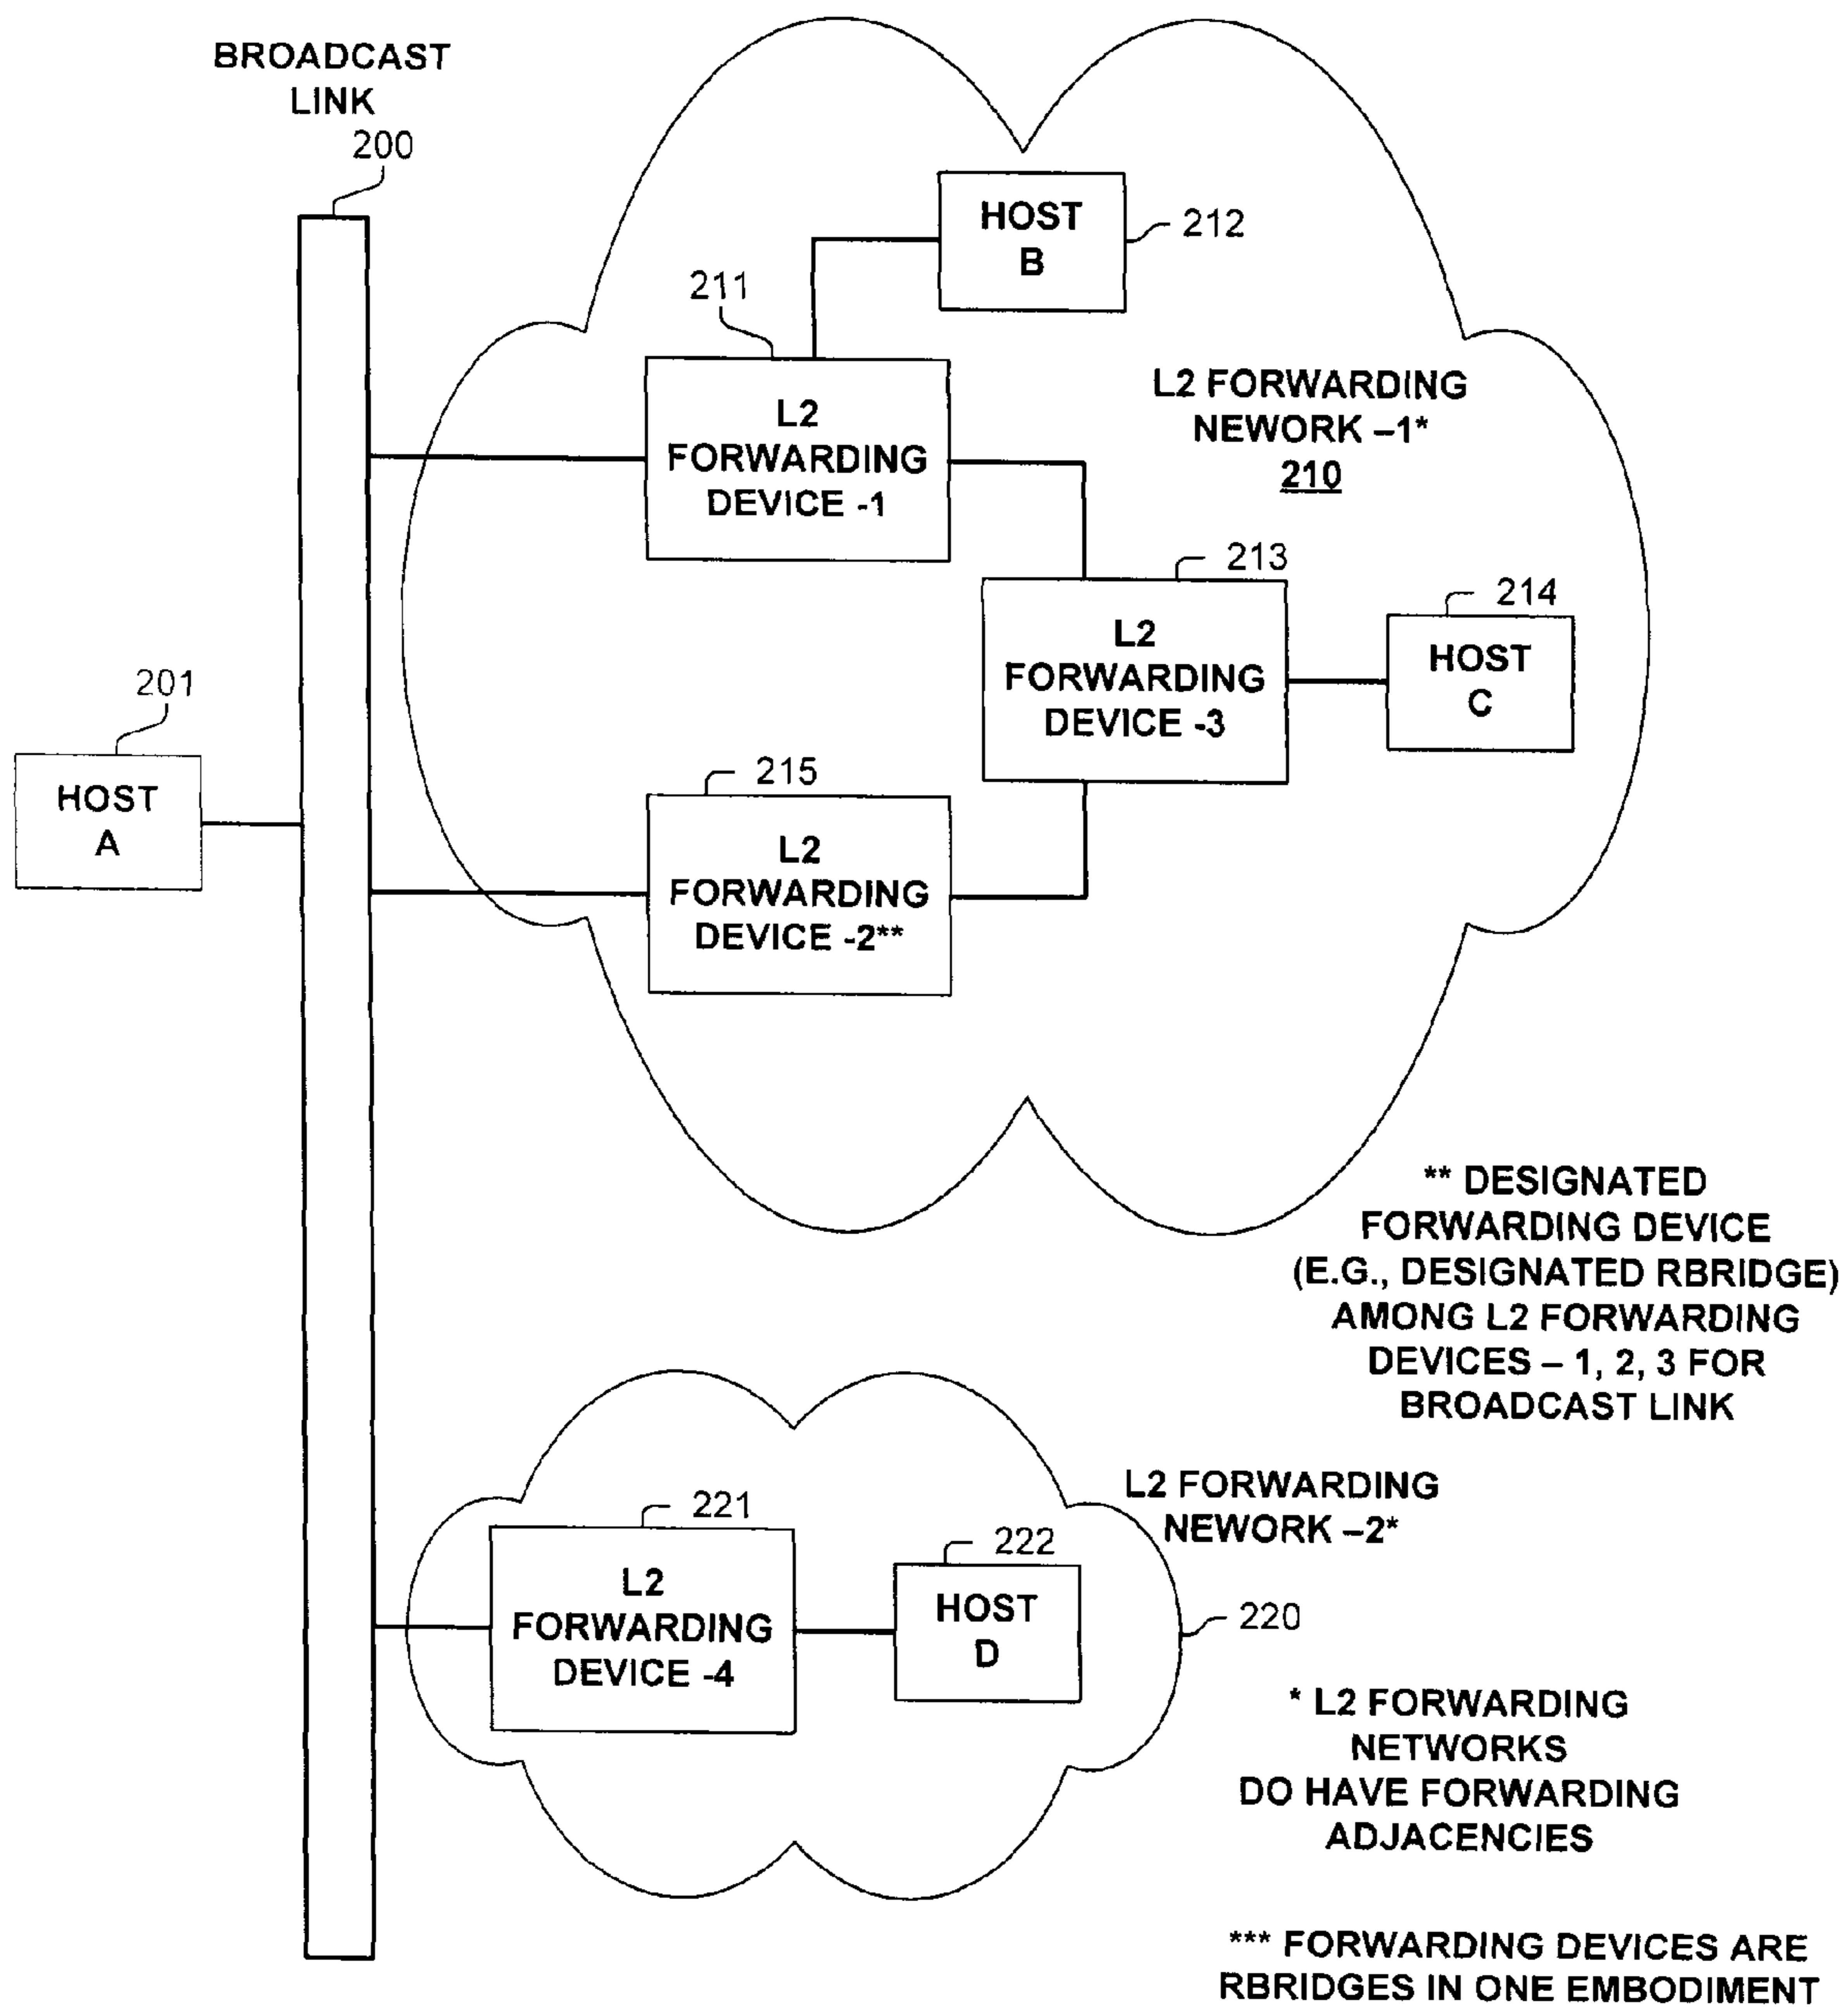 BROADCAST
LINK
200
HOST
B
212
211
L2
FORWARDING
DEVICE -1
L2 FORWARDING
NEWORK –1*
210
213
L2
FORWARDING
DEVICE -3
214
HOST
C
201
HOST
A
215
L2
FORWARDING
DEVICE -2**
** DESIGNATED
FORWARDING DEVICE
(E.G., DESIGNATED RBRIDGE)
AMONG L2 FORWARDING
DEVICES – 1, 2, 3 FOR
BROADCAST LINK
L2 FORWARDING
NEWORK –2*
221
L2
FORWARDING
DEVICE -4
222
HOST
D
220
* L2 FORWARDING
NETWORKS
DO HAVE FORWARDING
ADJACENCIES
*** FORWARDING DEVICES ARE
RBRIDGES IN ONE EMBODIMENT